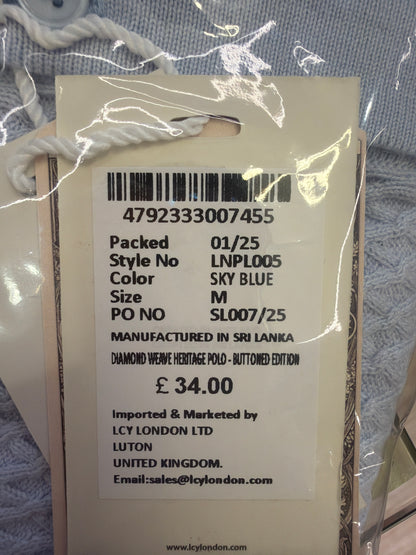 4792333007455
Packed 01/25
Style No LNPL005
Color SKY BLUE
Size M
PO NO SL007/25
MANUFACTURED IN SRI LANKA
DIAMOND WEAVE HERITAGE POLO - BUTTONED EDITION
£ 34.00
Imported & Marketed by
LCY LONDON LTD
LUTON
UNITED KINGDOM.
Email:sales@lcylondon.com
www.lcylondon.com